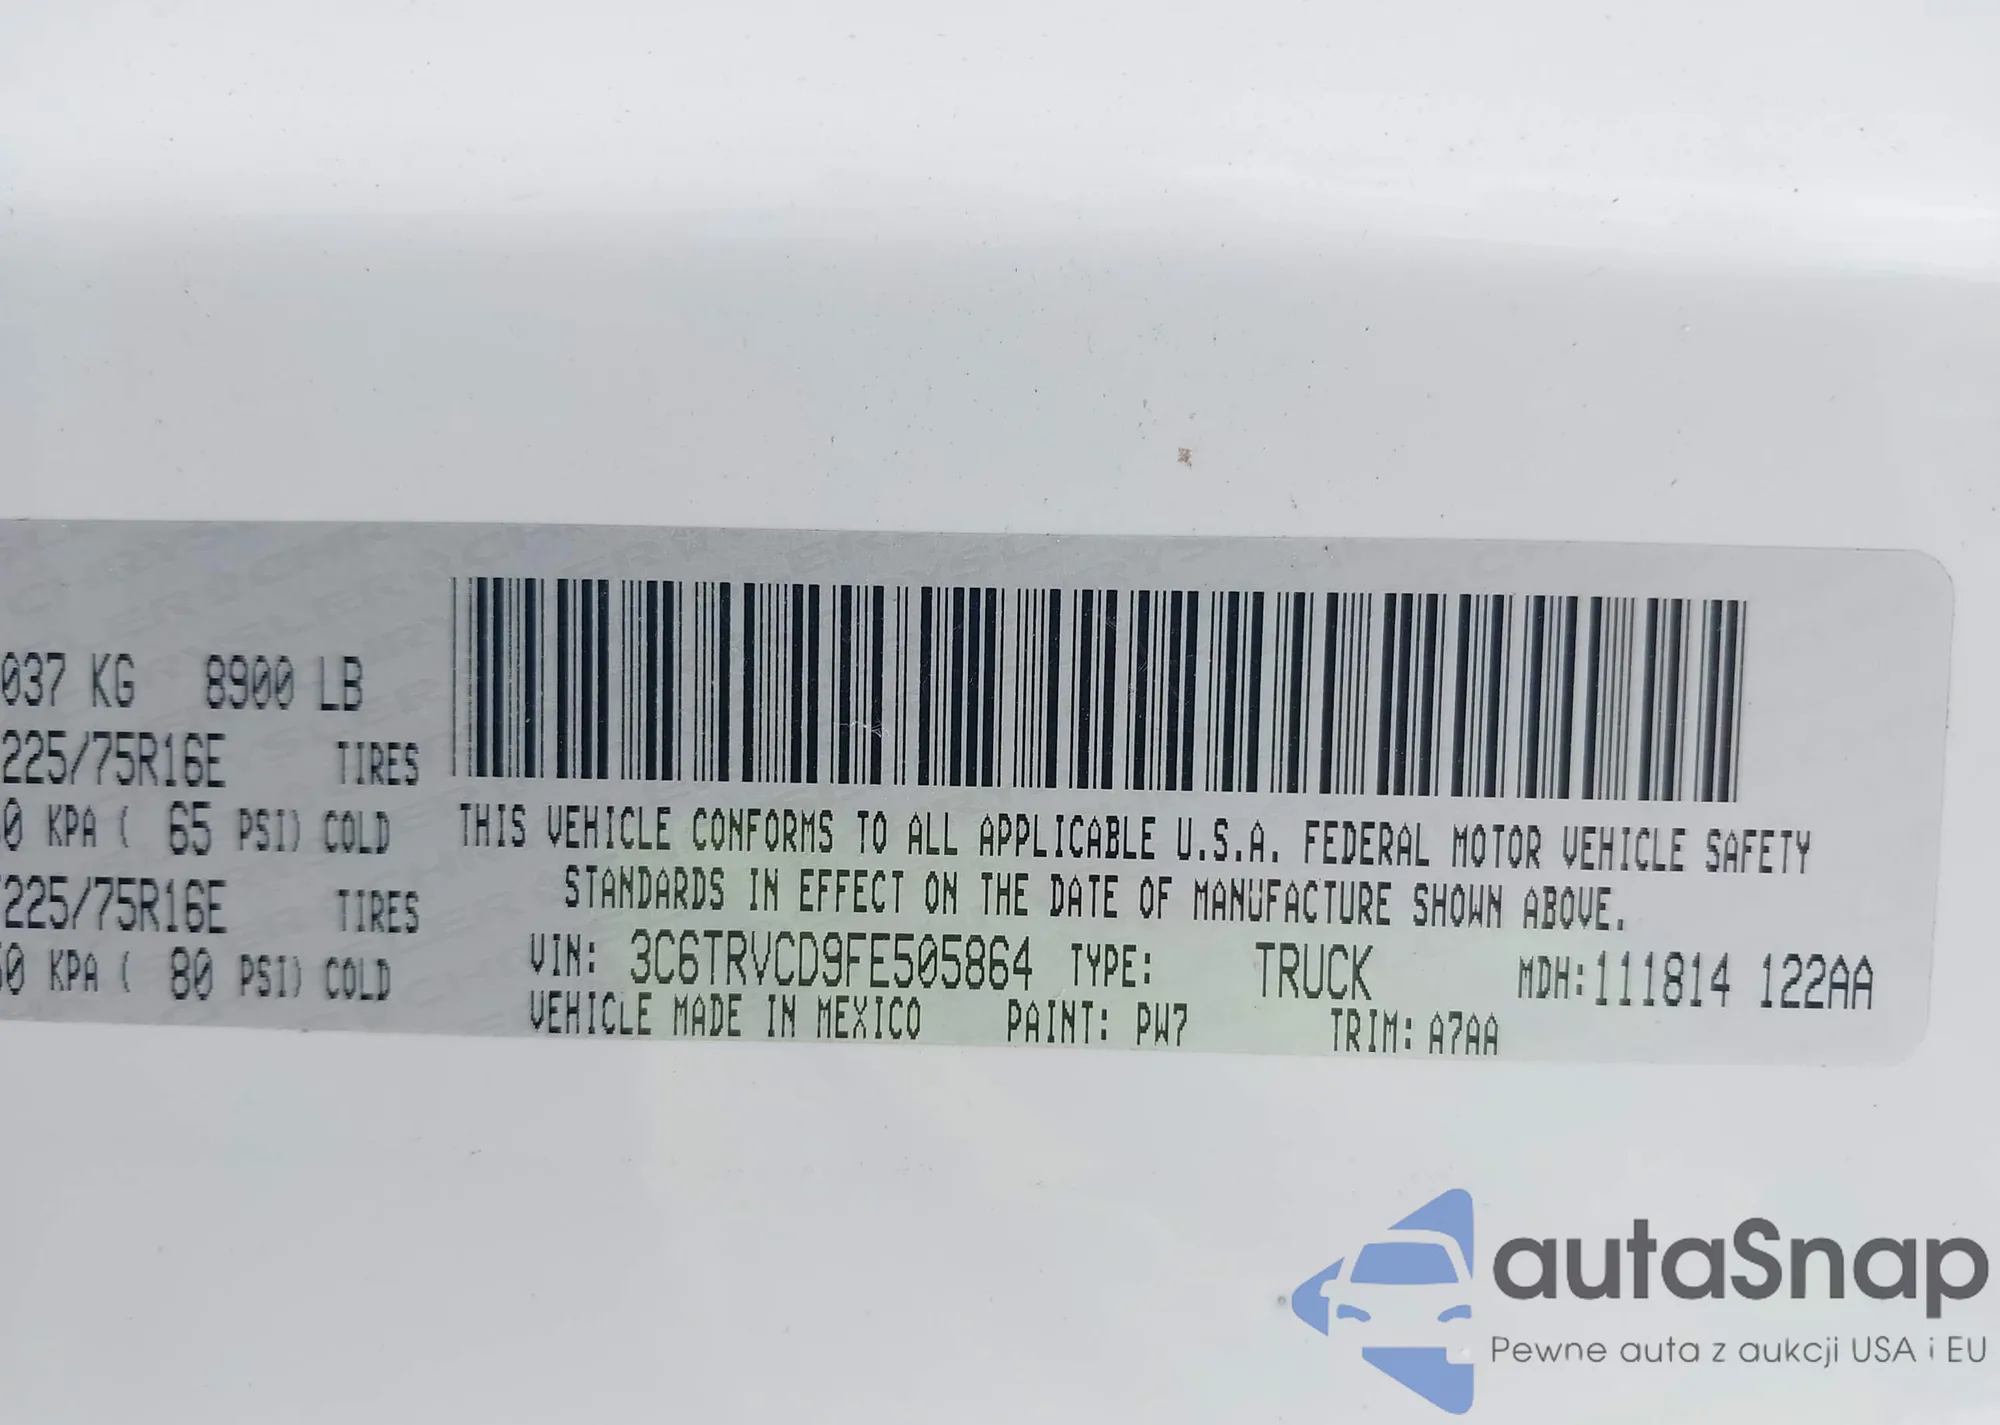 037 KG 8900 LB
225/75R16E TIRES
0 KPA ( 65 PSI) COLD
225/75R16E TIRES
0 KPA ( 80 PSI) COLD
THIS VEHICLE CONFORMS TO ALL APPLICABLE U.S.A. FEDERAL MOTOR VEHICLE SAFETY
STANDARDS IN EFFECT ON THE DATE OF MANUFACTURE SHOWN ABOVE.
VIN: 3C6TRVCD9FE505864 TYPE: TRUCK MDH:111814 122AA
VEHICLE MADE IN MEXICO PAINT: PW7 TRIM: A7AA
autaSnap
Pewne auta z aukcji USA i EU